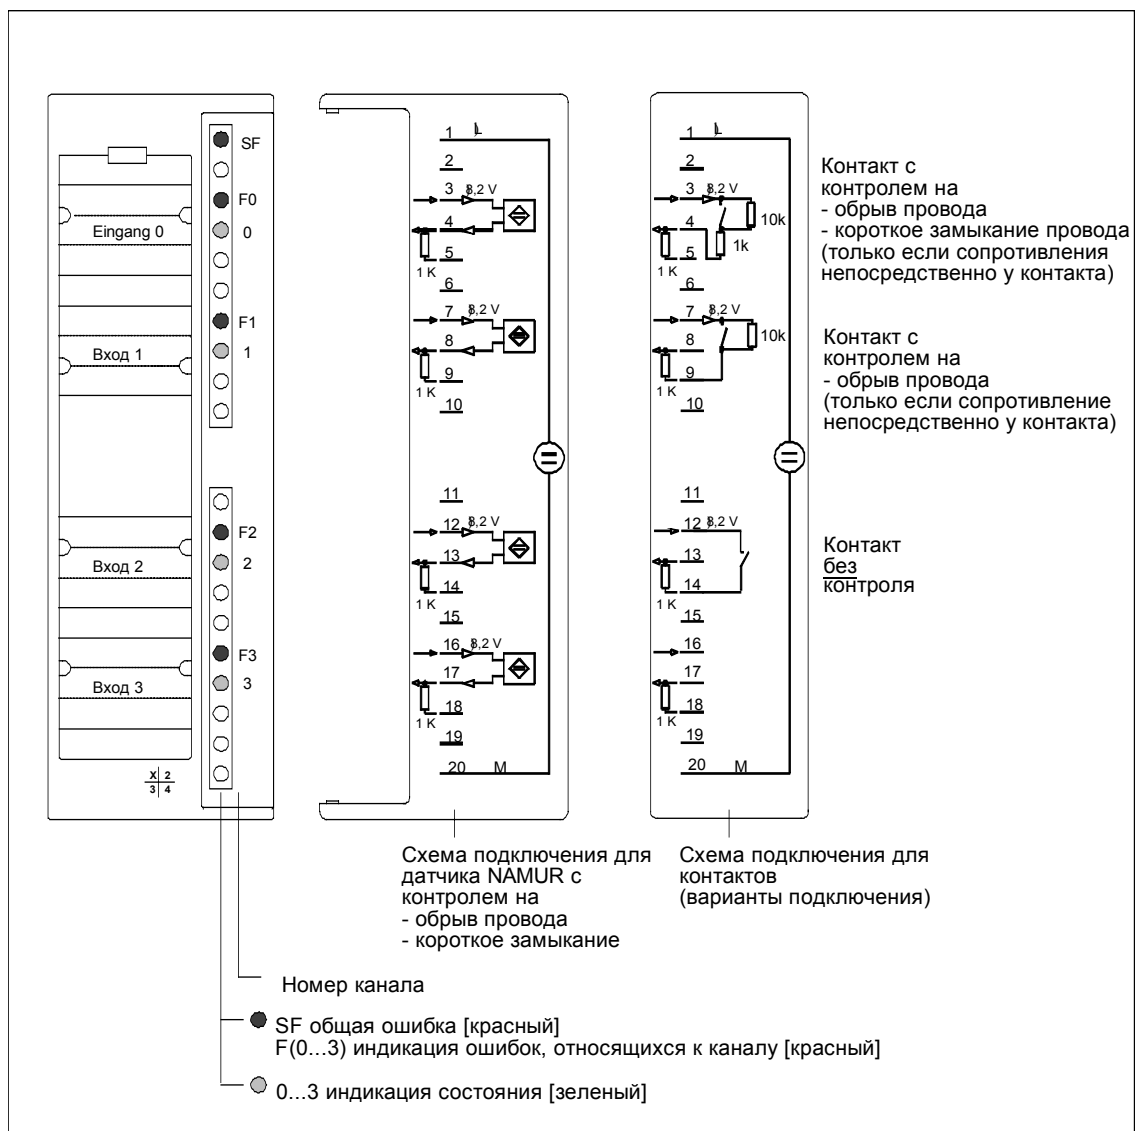 SF
F0
Eingang 0
0
F1
Вход 1
1
F2
Вход 2
2
F3
Вход 3
3
X 2
3 4
1 L
2
3 8,2 V
4
5
1 K
6
7 8,2 V
8
9
1 K
10
11
12 8,2 V
13
14
1 K
15
16 8,2 V
17
18
1 K
19
20 M
1 L
2
3 8,2 V
4 10k
5 1k
1 K
6
7 8,2 V
8 10k
9
1 K
10
11
12 8,2 V
13
14
1 K
15
16
17
18
1 K
19
20 M
Контакт с
контролем на
- обрыв провода
- короткое замыкание провода
(только если сопротивления
непосредственно у контакта)
Контакт с
контролем на
- обрыв провода
(только если сопротивление
непосредственно у контакта)
Контакт
без
контроля
Схема подключения для
датчика NAMUR с
контролем на
- обрыв провода
- короткое замыкание
Схема подключения для
контактов
(варианты подключения)
Номер канала
SF общая ошибка [красный]
F(0...3) индикация ошибок, относящихся к каналу [красный]
0...3 индикация состояния [зеленый]